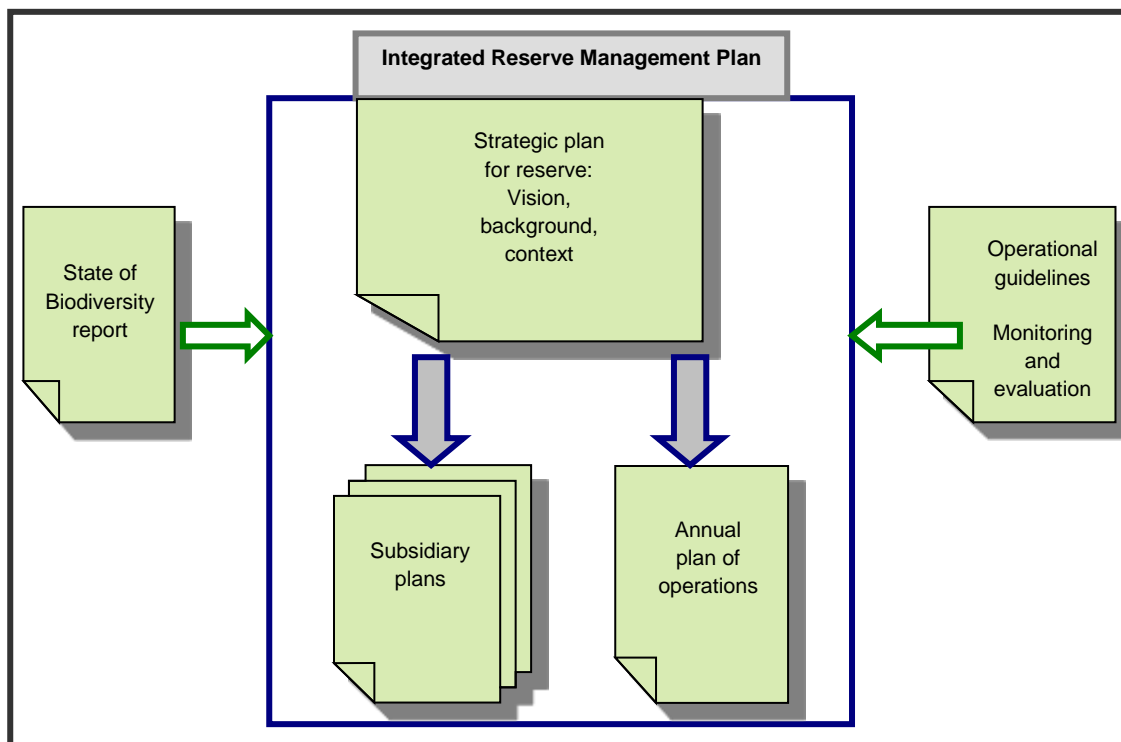 Integrated Reserve Management Plan
Strategic plan
for reserve:
Vision,
background,
context
State of
Biodiversity
report
Operational
guidelines
Monitoring
and
evaluation
Subsidiary
plans
Annual
plan of
operations